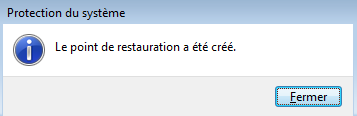 Protection du système
Le point de restauration a été créé.
Fermer